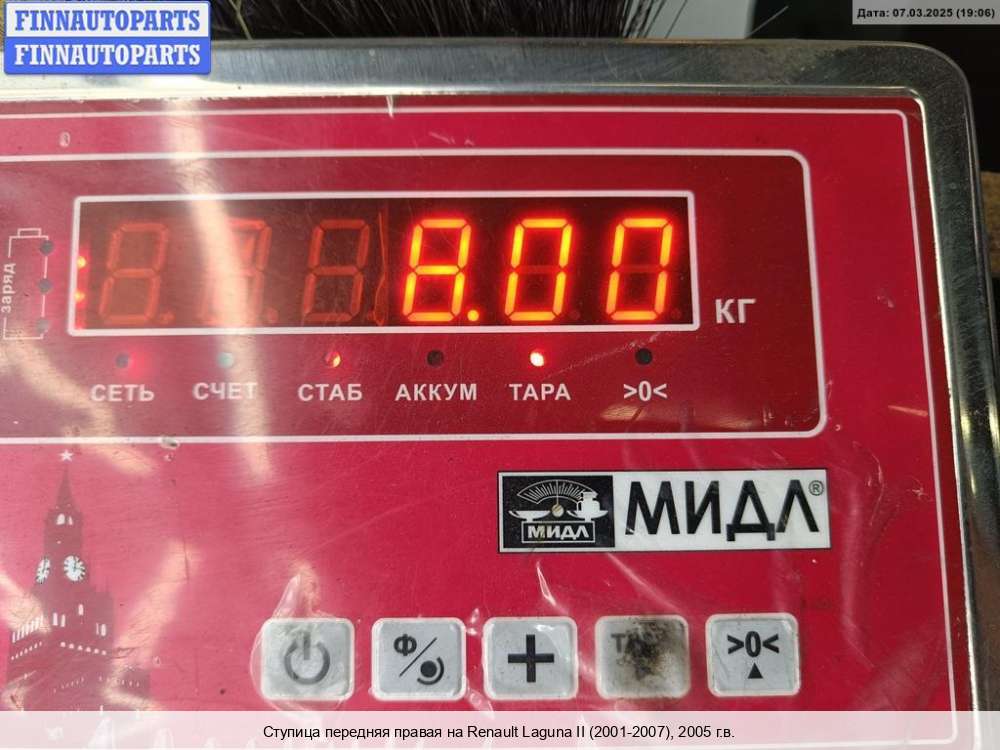 FINNAUTOPARTS
FINNAUTOPARTS
Дата: 07.03.2025 (19:06)
заряд
8.00 КГ
СЕТЬ СЧЕТ СТАБ АККУМ ТАРА >0<
МИДЛ МИДЛ®
Ф >0<
Ступица передняя правая на Renault Laguna II (2001-2007), 2005 г.в.